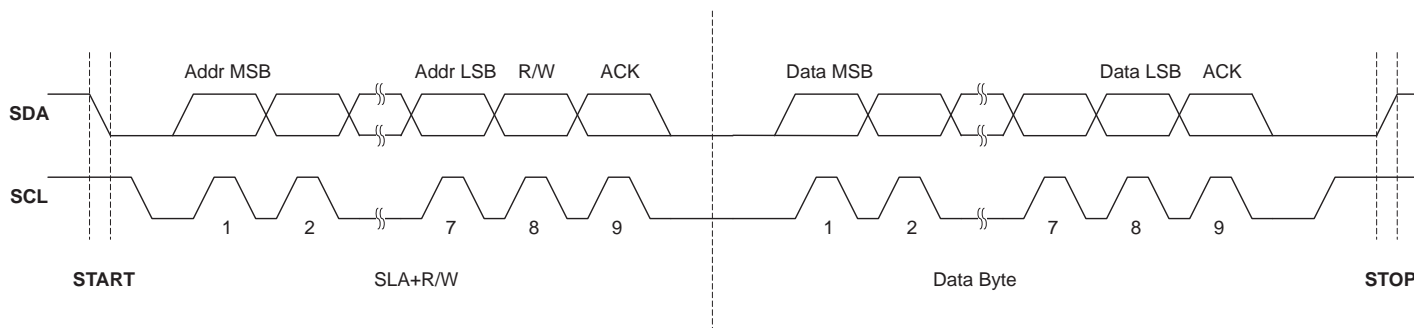 Addr MSB Addr LSB R/W ACK Data MSB Data LSB ACK
SDA
SCL
1 2 7 8 9 1 2 7 8 9
START SLA+R/W Data Byte STOP